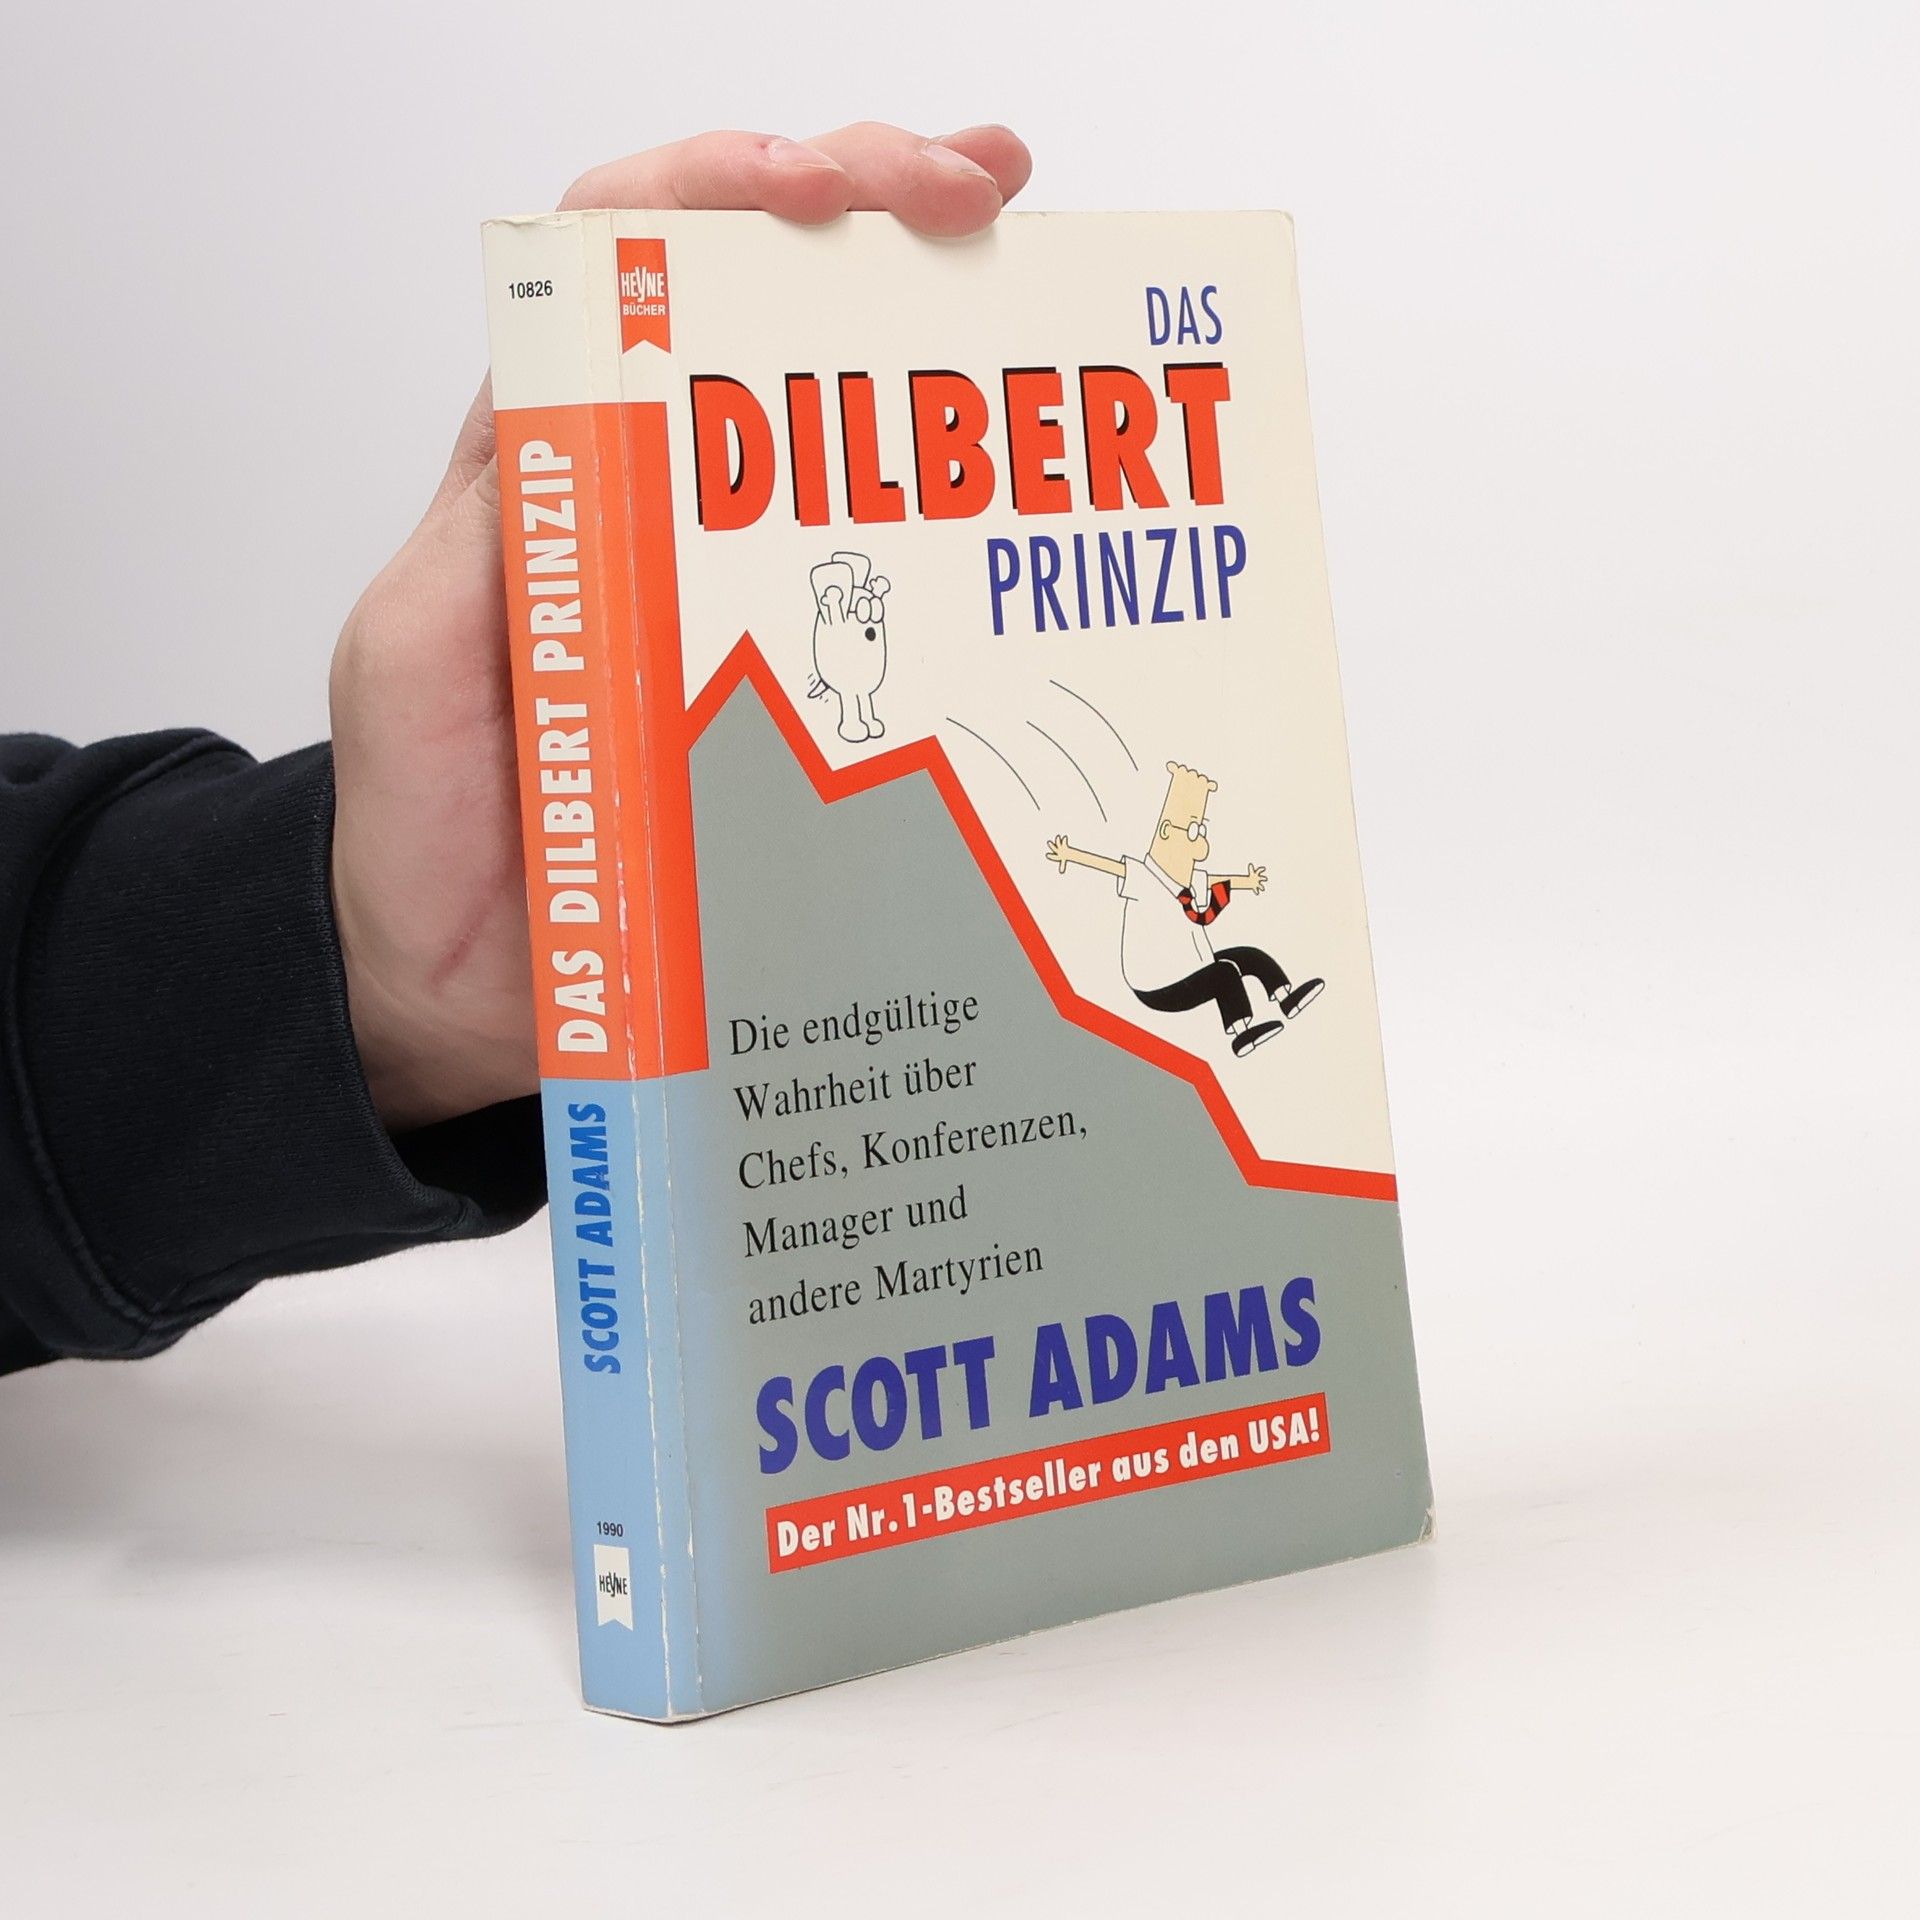 10826
DAS DILBERT PRINZIP
SCOTT ADAMS
1990
HEYNE
HEYNE
BÜCHER
DAS
DILBERT
PRINZIP
Die endgültige
Wahrheit über
Chefs, Konferenzen,
Manager und
andere Martyrien
SCOTT ADAMS
Der Nr.1-Bestseller aus den USA!